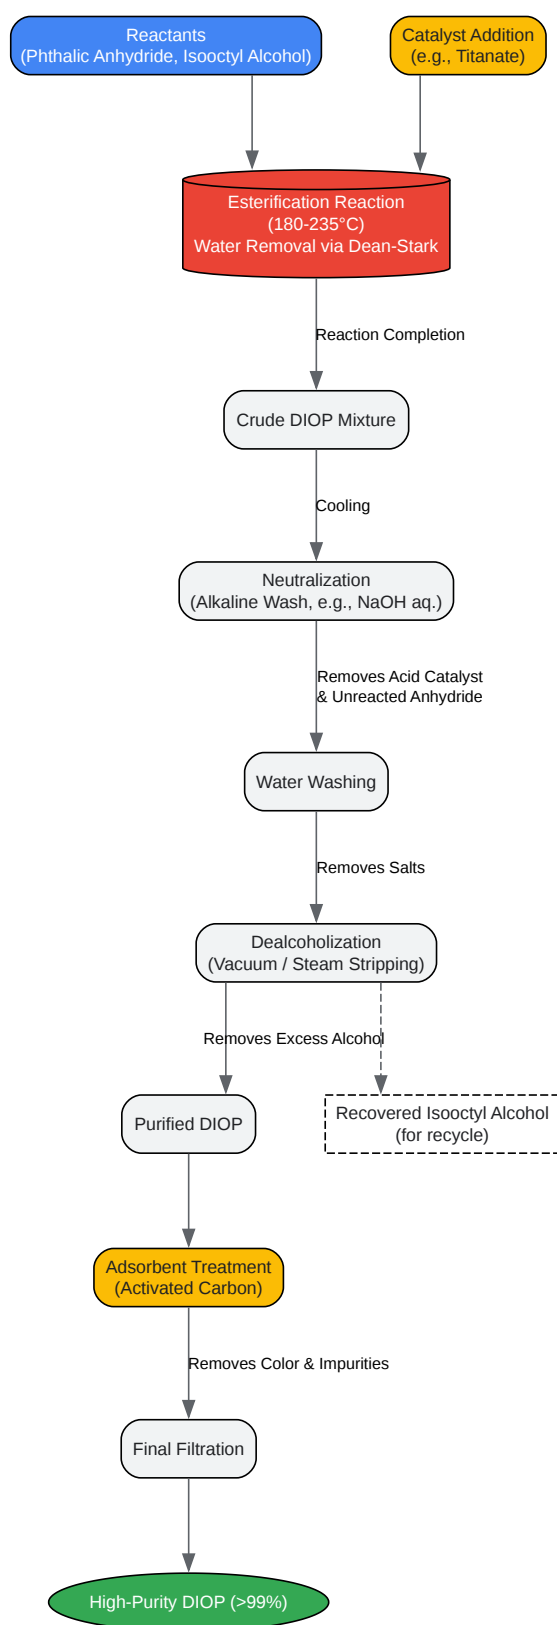 Reactants
(Phthalic Anhydride, Isooctyl Alcohol)
Catalyst Addition
(e.g., Titanate)
Esterification Reaction
(180-235°C)
Water Removal via Dean-Stark
Reaction Completion
Crude DIOP Mixture
Cooling
Neutralization
(Alkaline Wash, e.g., NaOH aq.)
Removes Acid Catalyst
& Unreacted Anhydride
Water Washing
Removes Salts
Dealcoholization
(Vacuum / Steam Stripping)
Removes Excess Alcohol
Purified DIOP
Recovered Isooctyl Alcohol
(for recycle)
Adsorbent Treatment
(Activated Carbon)
Removes Color & Impurities
Final Filtration
High-Purity DIOP (>99%)